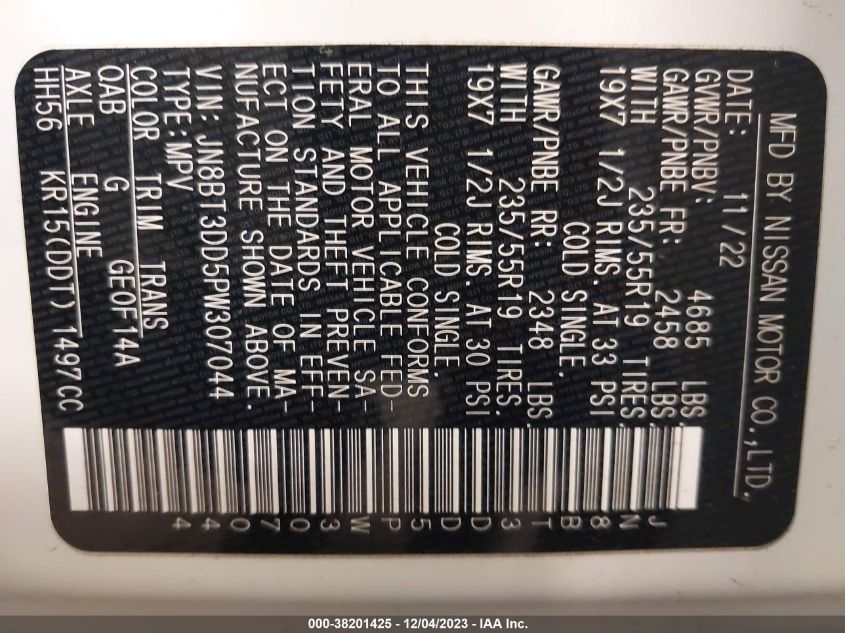 MFD BY NISSAN MOTOR CO.,LTD.
DATE: 11/22
GVWR/PNBV: 4685 LBS.
GAWR/PNBE FR: 2458 LBS.
WITH 235/55R19 TIRES.
19X7 1/2J RIMS. AT 33 PSI
COLD SINGLE.
GAWR/PNBE RR: 2348 LBS.
WITH 235/55R19 TIRES.
19X7 1/2J RIMS. AT 30 PSI
COLD SINGLE.
THIS VEHICLE CONFORMS
TO ALL APPLICABLE FED-
ERAL MOTOR VEHICLE SA-
FETY AND THEFT PREVEN-
TION STANDARDS IN EFF-
ECT ON THE DATE OF MA-
NUFACTURE SHOWN ABOVE.
VIN: JN8BT3DD5PW307044
TYPE: MPV
COLOR TRIM TRANS
QAB G GE0F14A
AXLE ENGINE
HH56 KR15(DDT) 1497CC
JN8BT3DD5PW307044
000-38201425 - 12/04/2023 - IAA Inc.